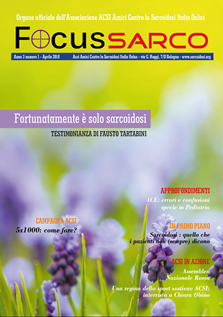 Organo ufficiale dell'Associazione ACSI Amici Contro la Sarcoidosi Italia Onlus
FOCUSSARCO
Anno 3 numero 1 - Aprile 2015
Acsi Amici Contro la Sarcoidosi Italia Onlus - via C. Ruggi, 7/D Bologna - www.sarcoidosi.org
Fortunatamente è solo sarcoidosi
TESTIMONIANZA DI FAUSTO TARTABINI
APPROFONDIMENTI
ACE: errori e confusioni
specie in Pediatria
CAMPAGNA ACSI
5x1000: come fare?
IN PRIMO PIANO
Sarcoidosi : quello che
i pazienti non (sempre) dicono
ACSI IN AZIONE
Assemblea
Nazionale Roma
Una regina dello sport sostiene ACSI:
intervista a Chiara Obino